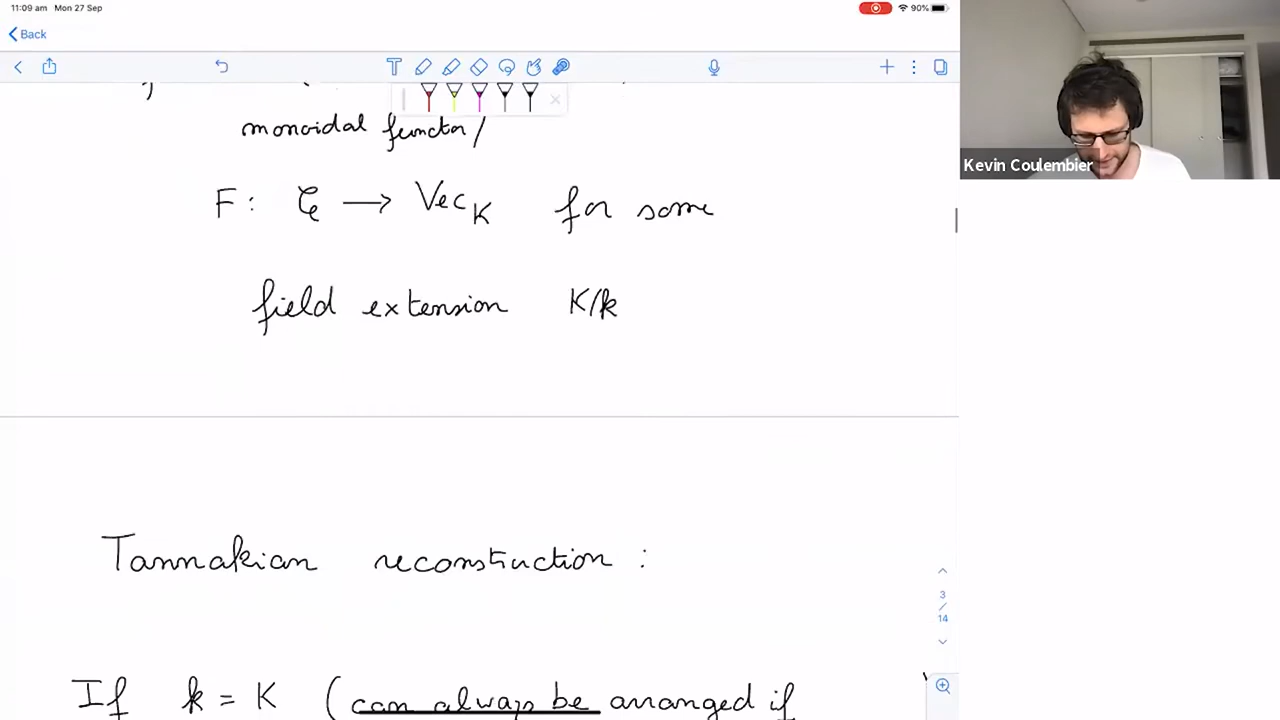 11:09 am Mon 27 Sep
90%
Back
monoidal functor/
F: C → Vec_K for some
field extension K/k
3
/
14
Tannakian reconstruction:
If k = K (can always be arranged if
Kevin Coulembier